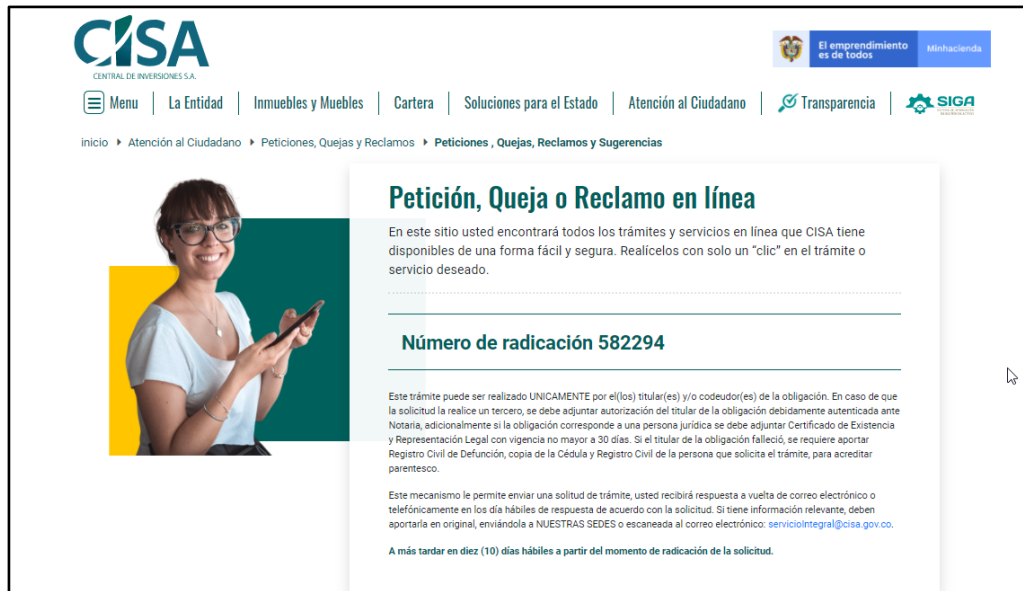 CISA
CENTRAL DE INVERSIONES S.A.
El emprendimiento
es de todos
Minhacienda
Menu
La Entidad
Inmuebles y Muebles
Cartera
Soluciones para el Estado
Atención al Ciudadano
Transparencia
SIGA
inicio
Atención al Ciudadano
Peticiones, Quejas y Reclamos
Peticiones , Quejas, Reclamos y Sugerencias
Petición, Queja o Reclamo en línea
En este sitio usted encontrará todos los trámites y servicios en línea que CISA tiene
disponibles de una forma fácil y segura. Realícelos con solo un “clic” en el trámite o
servicio deseado.
Número de radicación 582294
Este trámite puede ser realizado UNICAMENTE por el(los) titular(es) y/o codeudor(es) de la obligación. En caso de que
la solicitud la realice un tercero, se debe adjuntar autorización del titular de la obligación debidamente autenticada ante
Notaria, adicionalmente si la obligación corresponde a una persona jurídica se debe adjuntar Certificado de Existencia
y Representación Legal con vigencia no mayor a 30 días. Si el titular de la obligación falleció, se requiere aportar
Registro Civil de Defunción, copia de la Cédula y Registro Civil de la persona que solicita el trámite, para acreditar
parentesco.
Este mecanismo le permite enviar una solitud de trámite, usted recibirá respuesta a vuelta de correo electrónico o
telefónicamente en los día hábiles de respuesta de acuerdo con la solicitud. Si tiene información relevante, deben
aportarla en original, enviándola a NUESTRAS SEDES o escaneada al correo electrónico: servicioIntegral@cisa.gov.co.
A más tardar en diez (10) días hábiles a partir del momento de radicación de la solicitud.